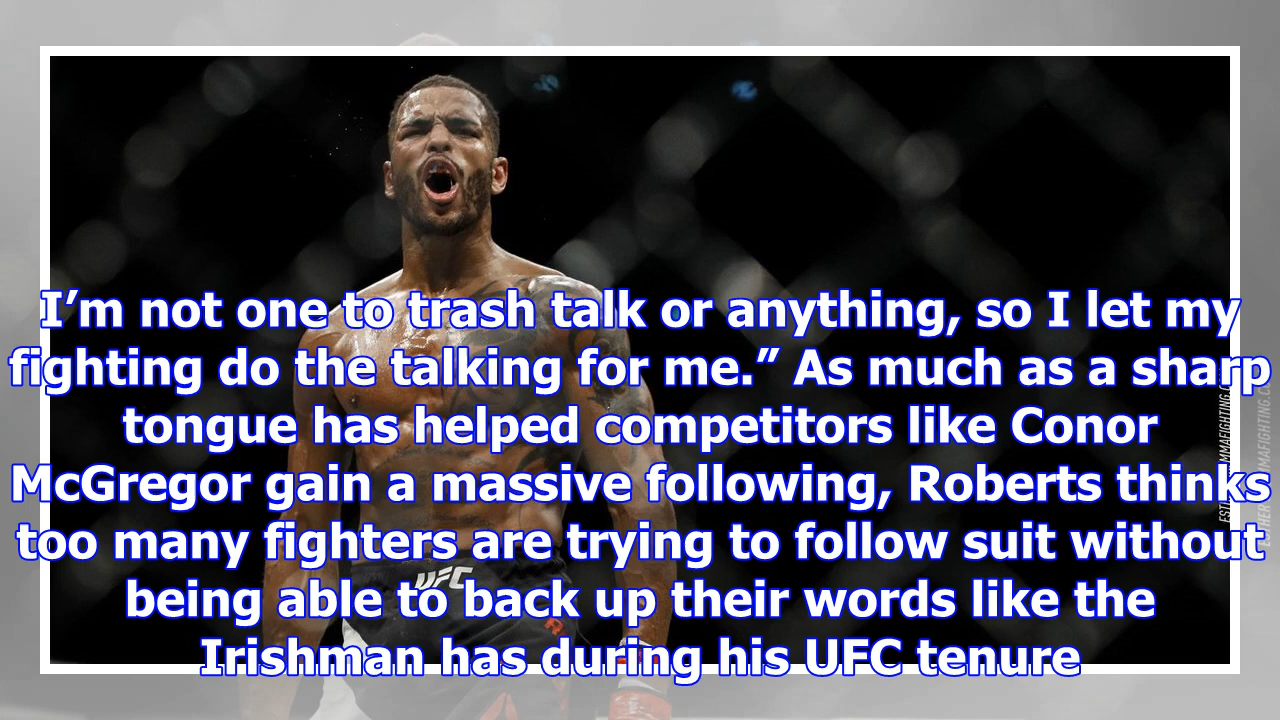 I’m not one to trash talk or anything, so I let my
fighting do the talking for me.” As much as a sharp
tongue has helped competitors like Conor
McGregor gain a massive following, Roberts thinks
too many fighters are trying to follow suit without
being able to back up their words like the
Irishman has during his UFC tenure
UFC